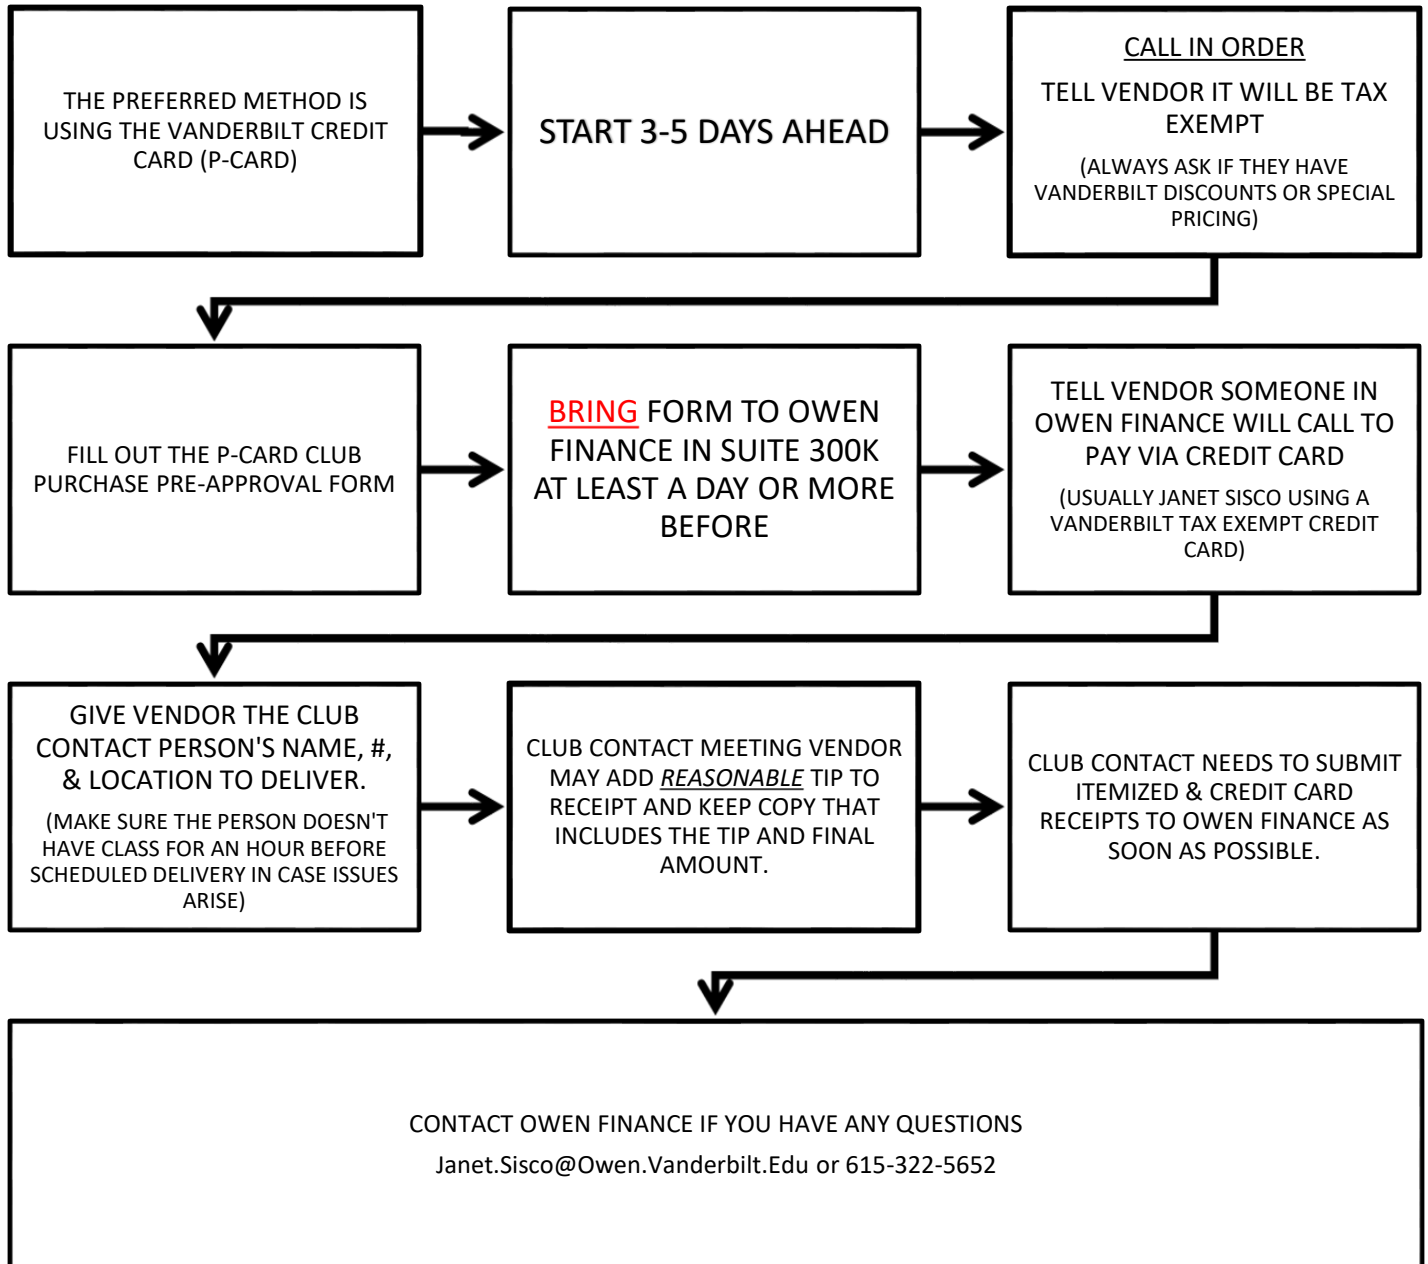 THE PREFERRED METHOD IS
USING THE VANDERBILT CREDIT
CARD (P-CARD)
START 3-5 DAYS AHEAD
CALL IN ORDER
TELL VENDOR IT WILL BE TAX
EXEMPT
(ALWAYS ASK IF THEY HAVE
VANDERBILT DISCOUNTS OR SPECIAL
PRICING)
FILL OUT THE P-CARD CLUB
PURCHASE PRE-APPROVAL FORM
BRING FORM TO OWEN
FINANCE IN SUITE 300K
AT LEAST A DAY OR MORE
BEFORE
TELL VENDOR SOMEONE IN
OWEN FINANCE WILL CALL TO
PAY VIA CREDIT CARD
(USUALLY JANET SISCO USING A
VANDERBILT TAX EXEMPT CREDIT
CARD)
GIVE VENDOR THE CLUB
CONTACT PERSON'S NAME, #,
& LOCATION TO DELIVER.
(MAKE SURE THE PERSON DOESN'T
HAVE CLASS FOR AN HOUR BEFORE
SCHEDULED DELIVERY IN CASE ISSUES
ARISE)
CLUB CONTACT MEETING VENDOR
MAY ADD REASONABLE TIP TO
RECEIPT AND KEEP COPY THAT
INCLUDES THE TIP AND FINAL
AMOUNT.
CLUB CONTACT NEEDS TO SUBMIT
ITEMIZED & CREDIT CARD
RECEIPTS TO OWEN FINANCE AS
SOON AS POSSIBLE.
CONTACT OWEN FINANCE IF YOU HAVE ANY QUESTIONS
Janet.Sisco@Owen.Vanderbilt.Edu or 615-322-5652